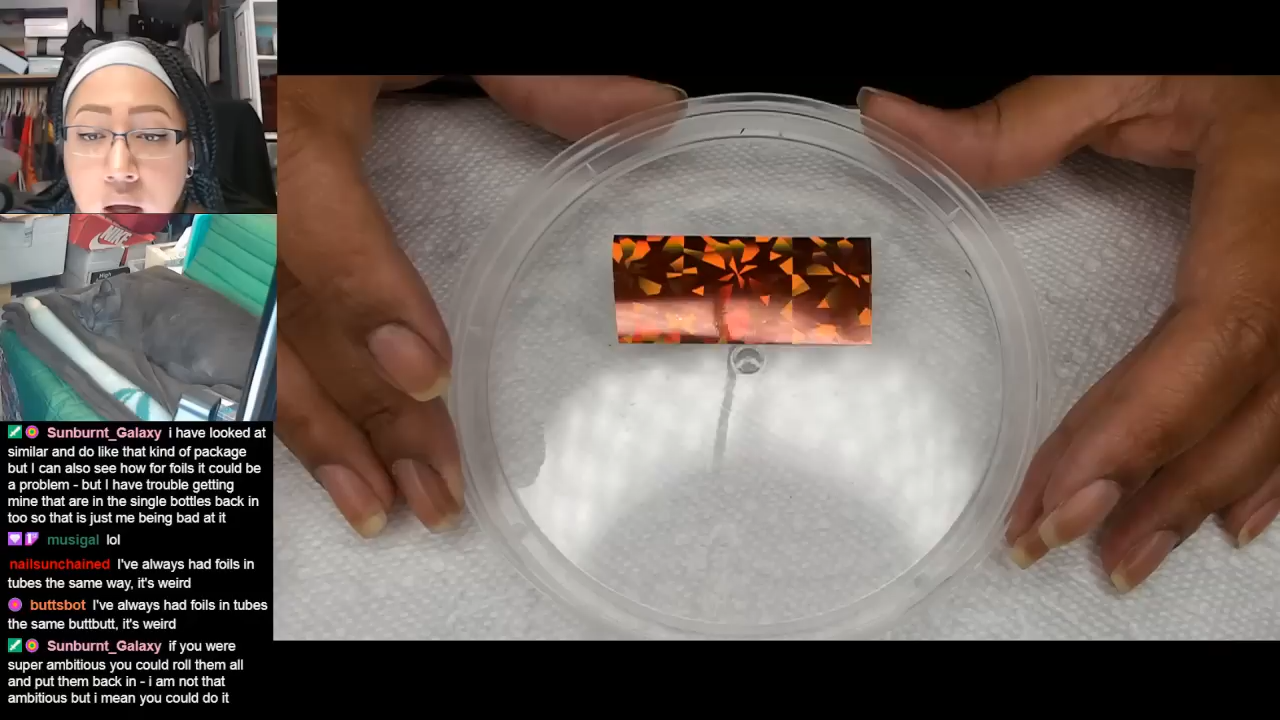 NIKE
High
Sunburnt_Galaxy i have looked at
similar and do like that kind of package
but I can also see how for foils it could be
a problem - but I have trouble getting
mine that are in the single bottles back in
too so that is just me being bad at it
musigal lol
nailsunchained I've always had foils in
tubes the same way, it's weird
buttsbot I've always had foils in tubes
the same buttbutt, it's weird
Sunburnt_Galaxy if you were
super ambitious you could roll them all
and put them back in - i am not that
ambitious but i mean you could do it